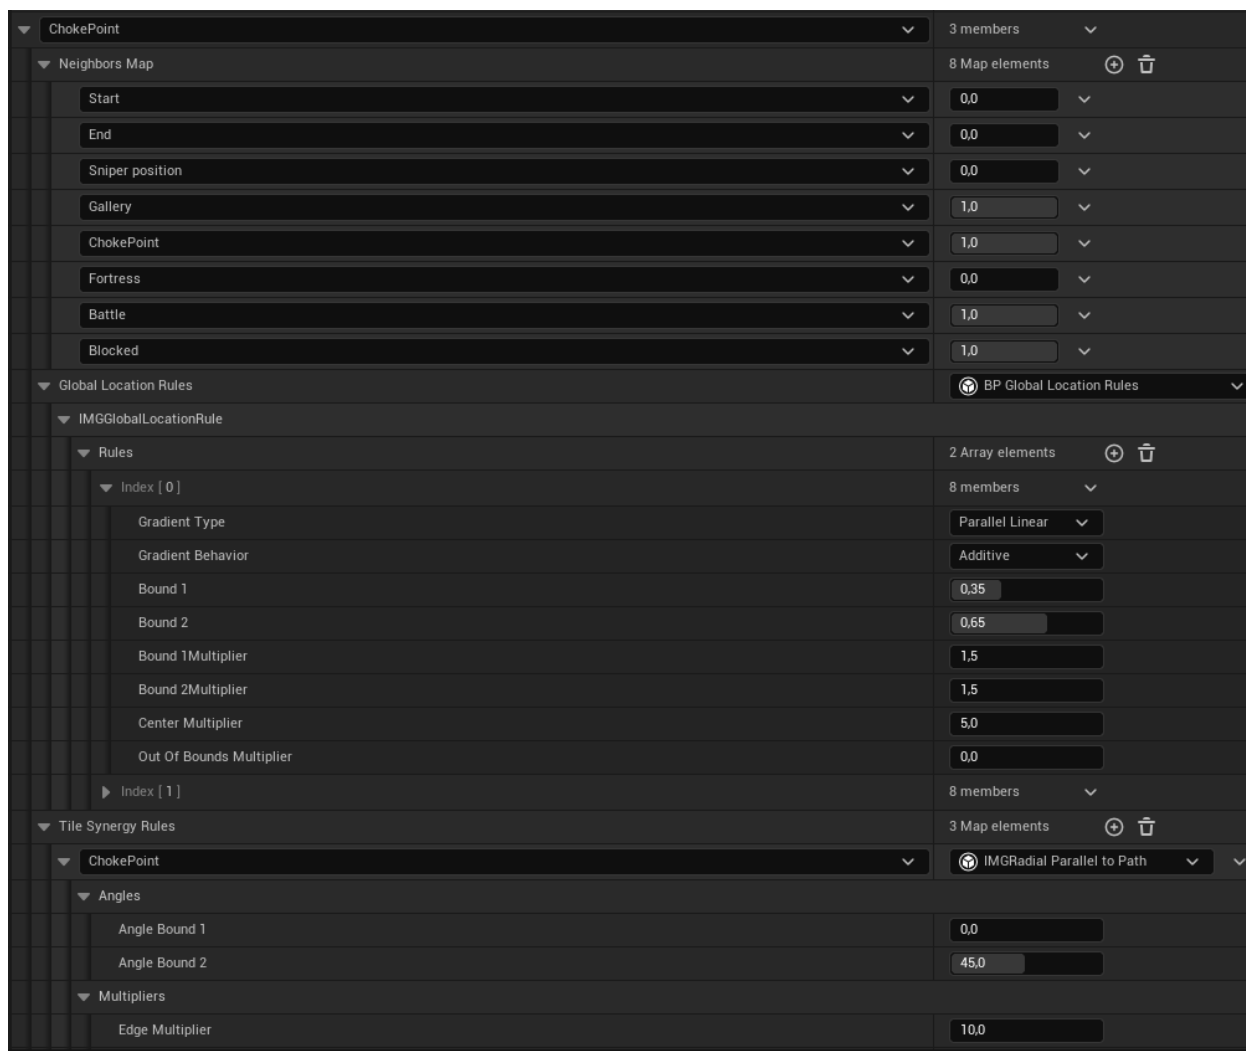 ChokePoint 3 members
Neighbors Map 8 Map elements
Start 0,0
End 0,0
Sniper position 0,0
Gallery 1,0
ChokePoint 1,0
Fortress 0,0
Battle 1,0
Blocked 1,0
Global Location Rules BP Global Location Rules
IMGGlobalLocationRule
Rules 2 Array elements
Index [ 0 ] 8 members
Gradient Type Parallel Linear
Gradient Behavior Additive
Bound 1 0,35
Bound 2 0,65
Bound 1Multiplier 1,5
Bound 2Multiplier 1,5
Center Multiplier 5,0
Out Of Bounds Multiplier 0,0
Index [ 1 ] 8 members
Tile Synergy Rules 3 Map elements
ChokePoint IMGRadial Parallel to Path
Angles
Angle Bound 1 0,0
Angle Bound 2 45,0
Multipliers
Edge Multiplier 10,0